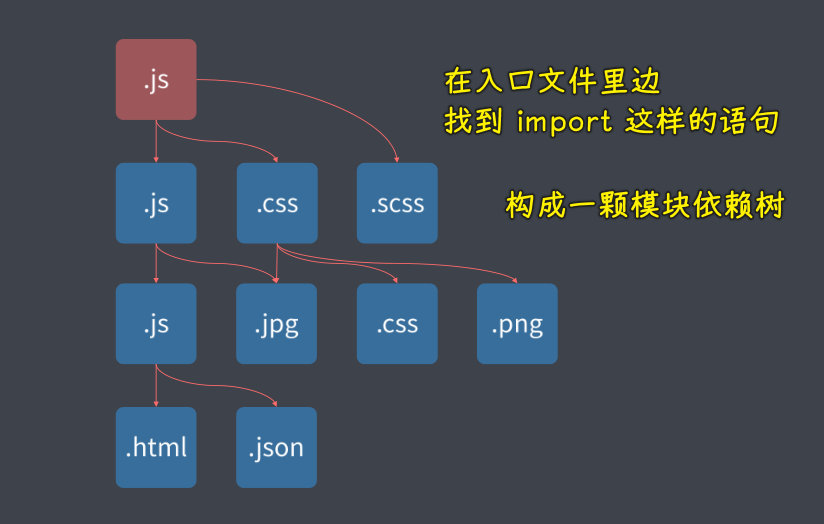 .js
在入口文件里边
找到 import 这样的语句
.js
.css
.scss
构成一颗模块依赖树
.js
.jpg
.css
.png
.html
.json